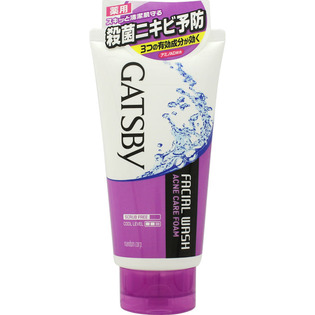 薬用
スキッと清潔肌守る
殺菌ニキビ予防
3つの有効成分が効く
GATSBY
FACIAL WASH
ACNE CARE FOAM
SCRUB FREE
COOL LEVEL
mandom